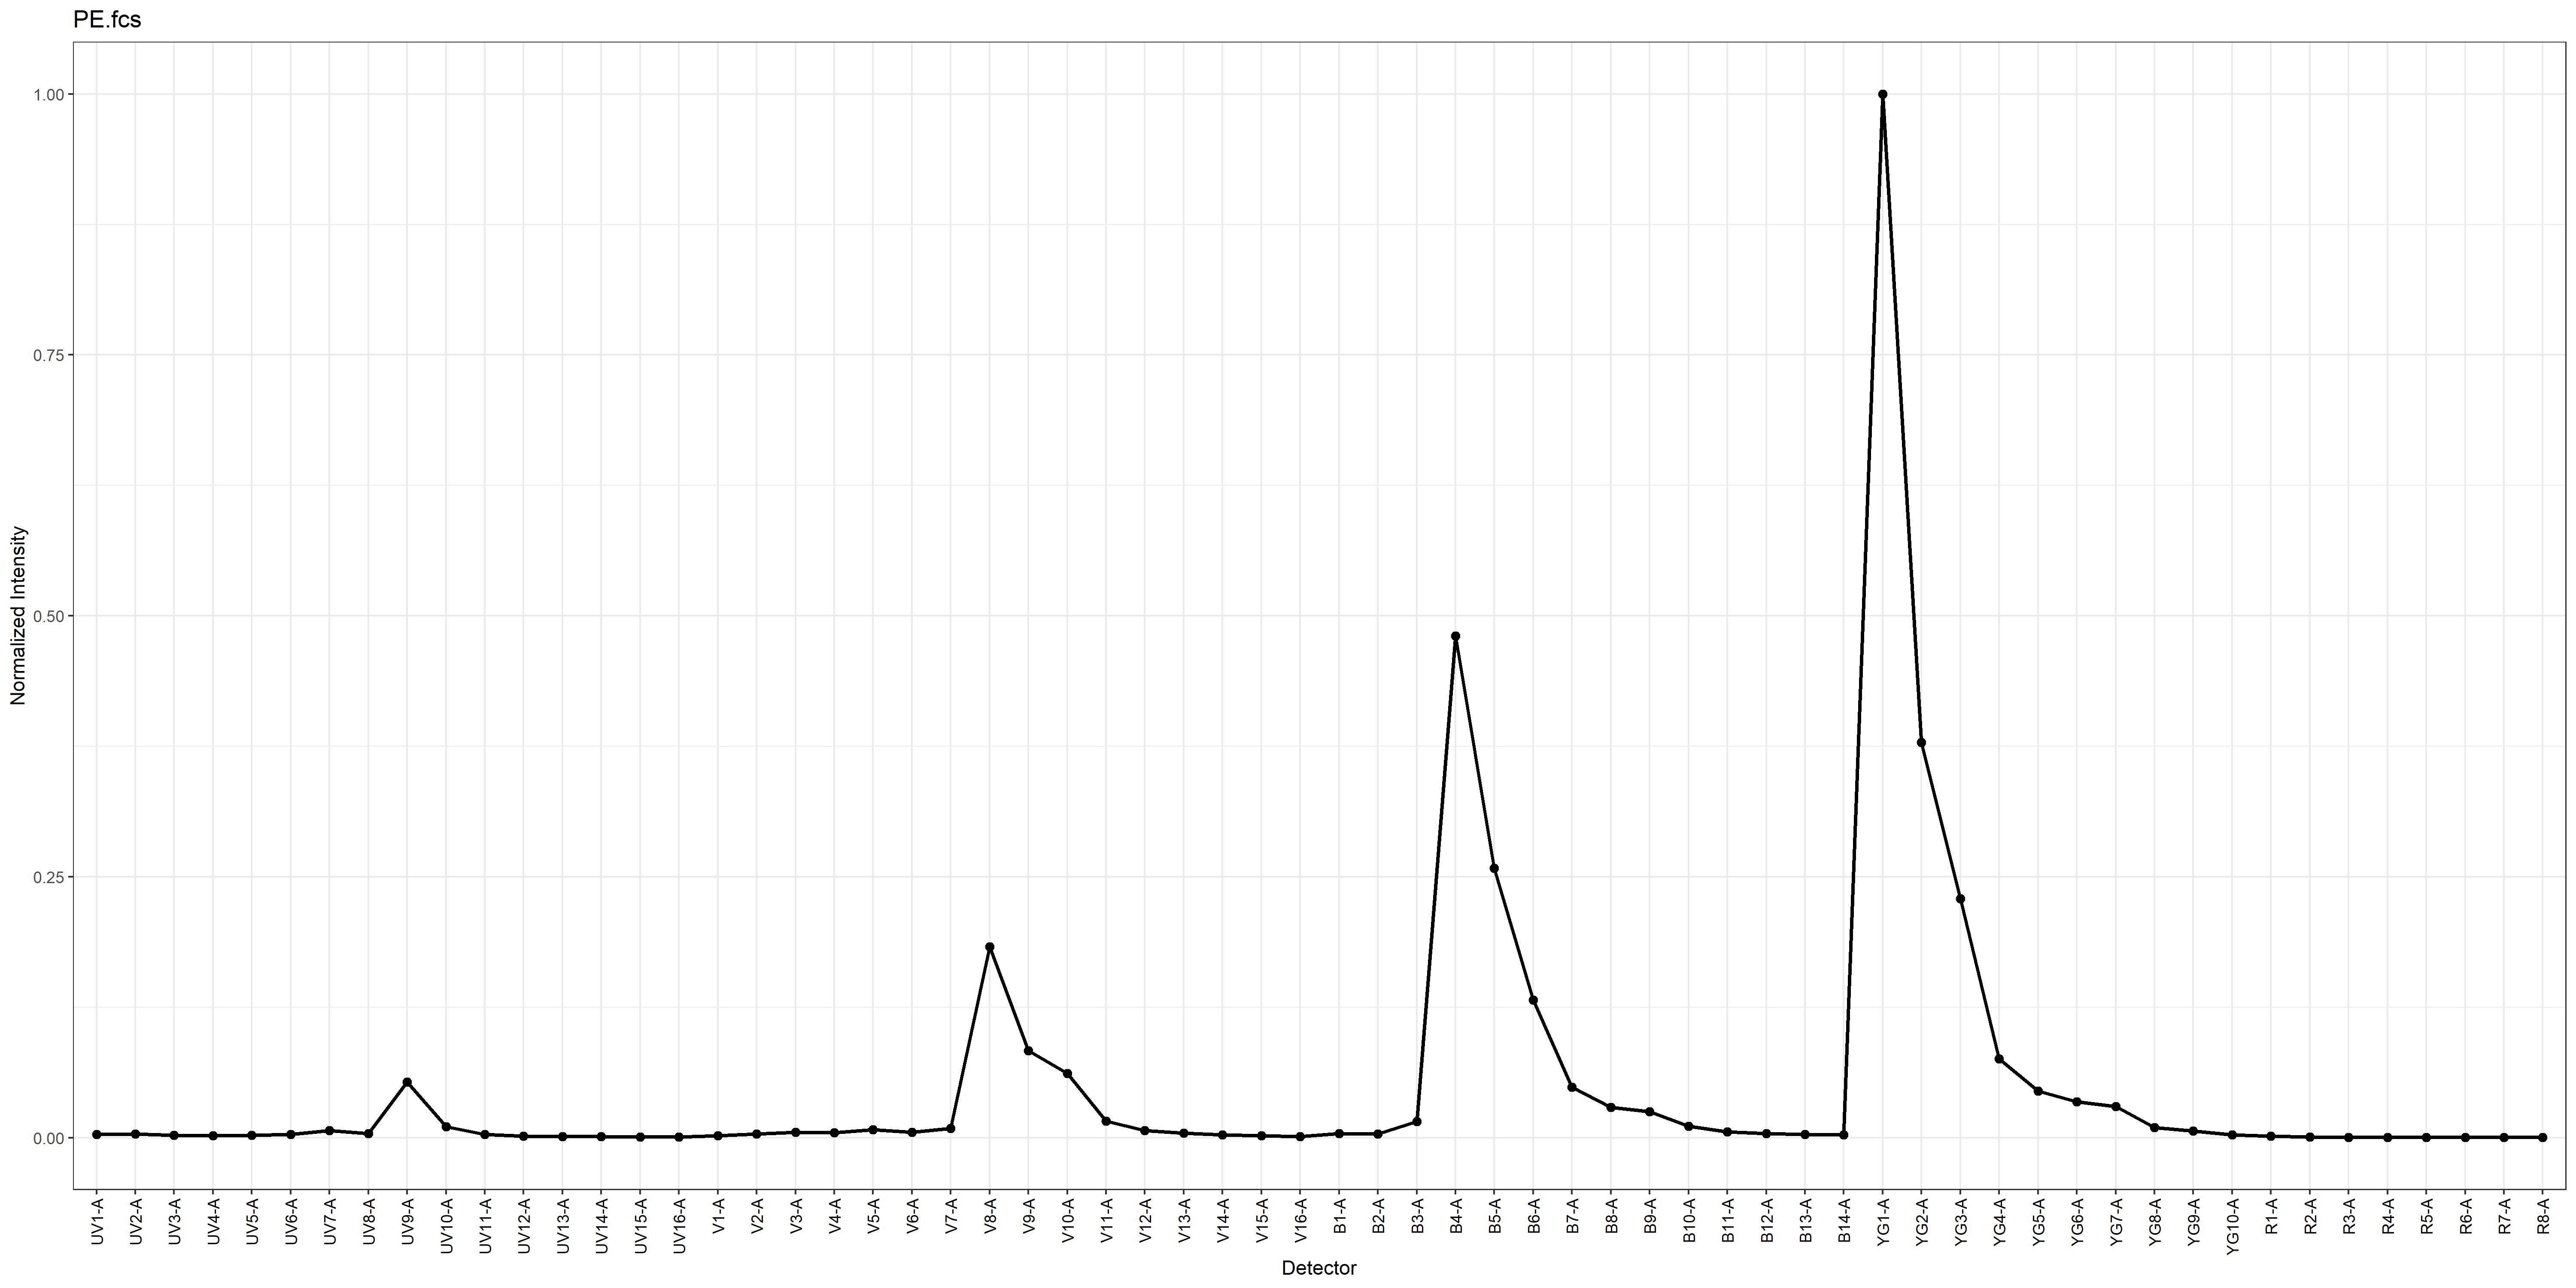 PE.fcs
1.00
0.75
0.50
0.25
0.00
Normalized Intensity
UV1-A
UV2-A
UV3-A
UV4-A
UV5-A
UV6-A
UV7-A
UV8-A
UV9-A
UV10-A
UV11-A
UV12-A
UV13-A
UV14-A
UV15-A
UV16-A
V1-A
V2-A
V3-A
V4-A
V5-A
V6-A
V7-A
V8-A
V9-A
V10-A
V11-A
V12-A
V13-A
V14-A
V15-A
V16-A
B1-A
B2-A
B3-A
B4-A
B5-A
B6-A
B7-A
B8-A
B9-A
B10-A
B11-A
B12-A
B13-A
B14-A
YG1-A
YG2-A
YG3-A
YG4-A
YG5-A
YG6-A
YG7-A
YG8-A
YG9-A
YG10-A
R1-A
R2-A
R3-A
R4-A
R5-A
R6-A
R7-A
R8-A
Detector